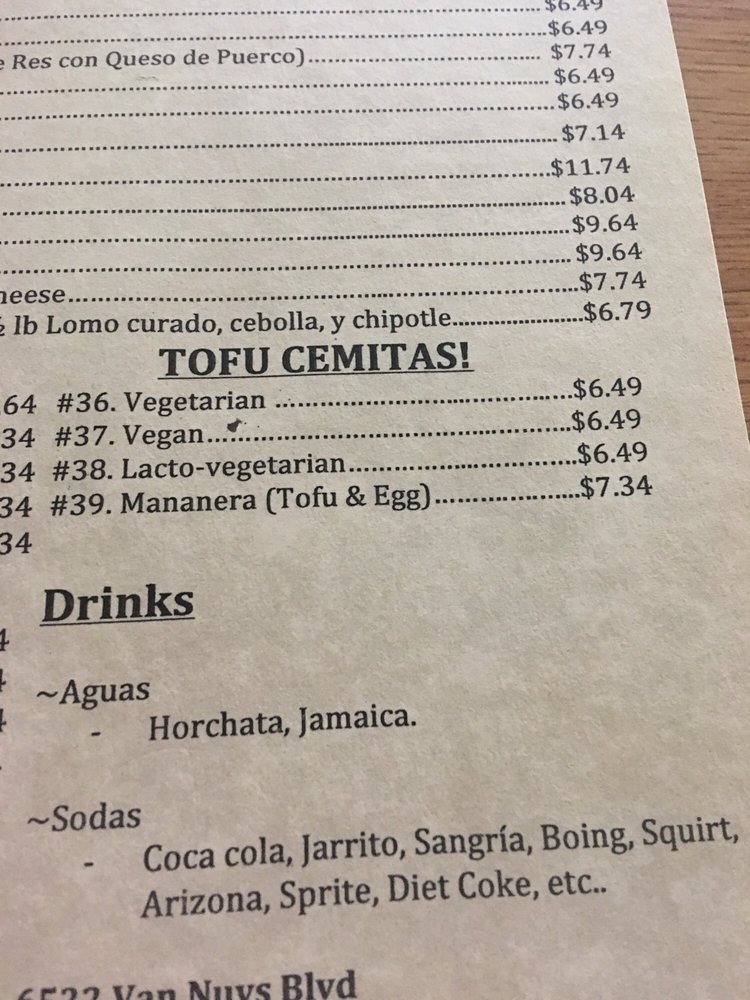 $6.49
$6.49
Res con Queso de Puerco) $7.74
$6.49
$6.49
$7.14
$11.74
$8.04
$9.64
$9.64
$7.74
lb Lomo curado, cebolla, y chipotle $6.79
TOFU CEMITAS!
64 #36. Vegetarian $6.49
34 #37. Vegan $6.49
34 #38. Lacto-vegetarian $6.49
34 #39. Mananera (Tofu & Egg) $7.34
34
Drinks
~Aguas
- Horchata, Jamaica.
~Sodas
- Coca cola, Jarrito, Sangría, Boing, Squirt,
Arizona, Sprite, Diet Coke, etc..
Van Nuys Blvd